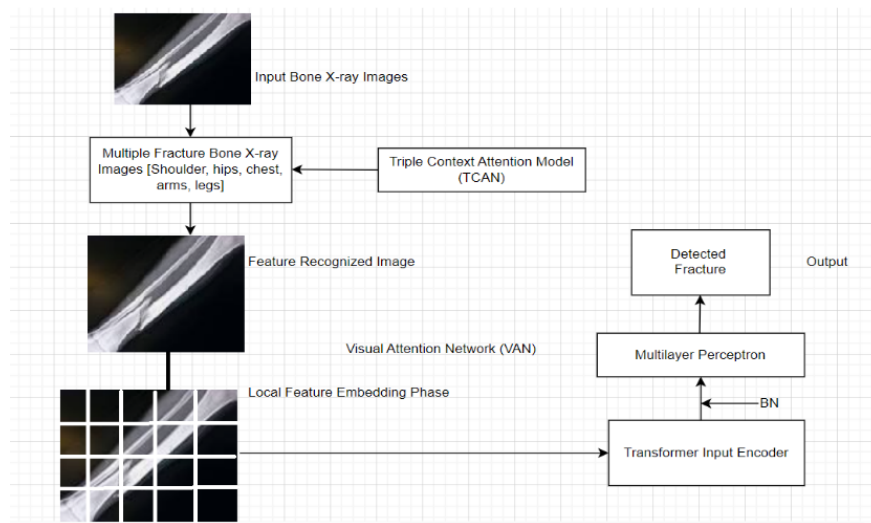 Input Bone X-ray Images
Multiple Fracture Bone X-ray
Images [Shoulder, hips, chest,
arms, legs]
Triple Context Attention Model
(TCAN)
Feature Recognized Image
Detected
Fracture
Output
Visual Attention Network (VAN)
Multilayer Perceptron
Local Feature Embedding Phase
BN
Transformer Input Encoder